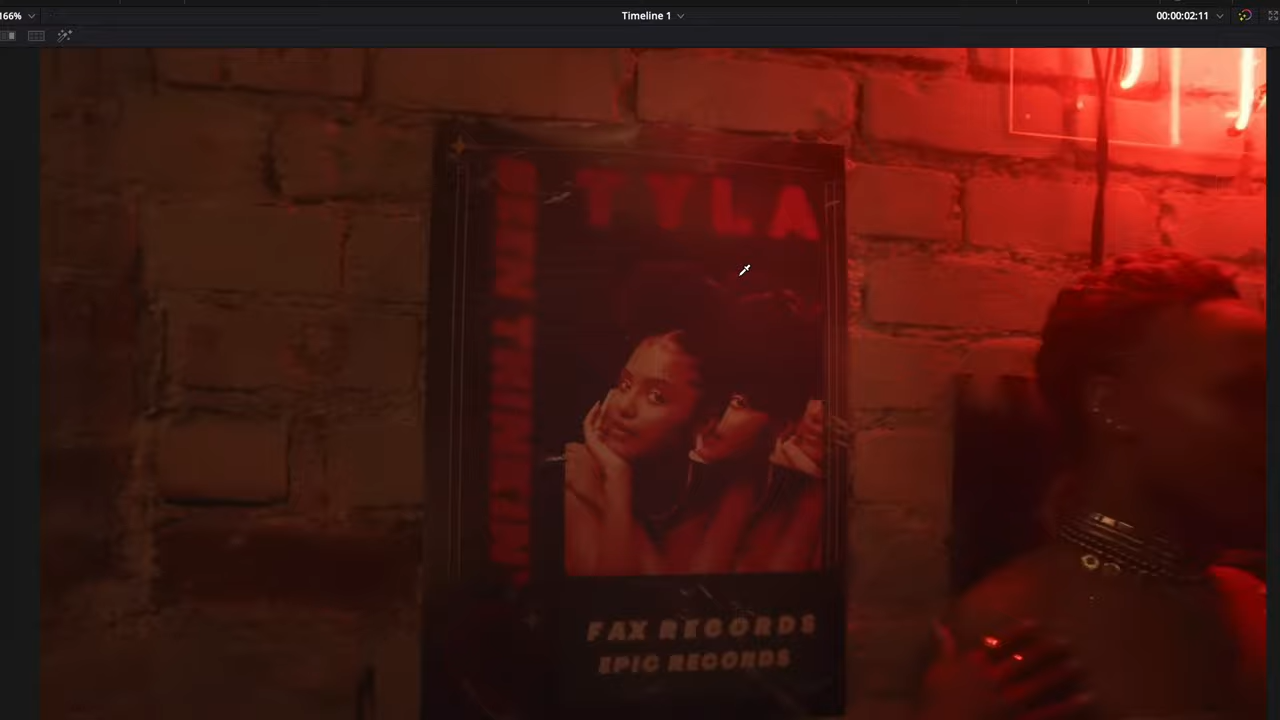 166%
Timeline 1
00:00:02:11
TYLA
FAX RECORDS
EPIC RECORDS